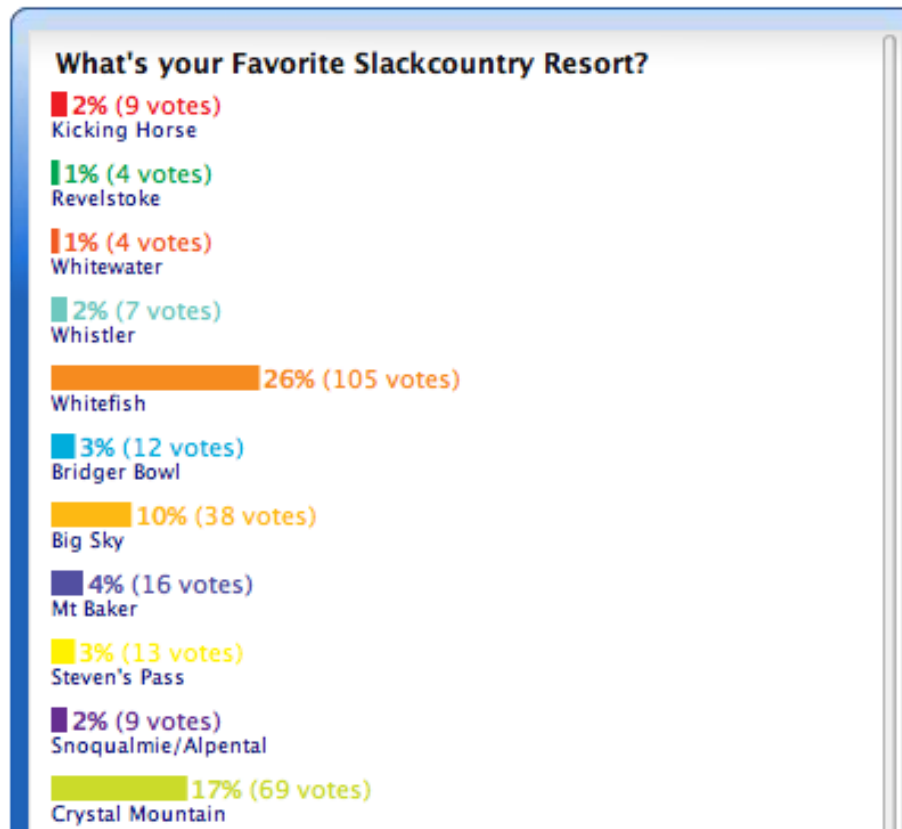 What's your Favorite Slackcountry Resort?
2% (9 votes)
Kicking Horse
1% (4 votes)
Revelstoke
1% (4 votes)
Whitewater
2% (7 votes)
Whistler
26% (105 votes)
Whitefish
3% (12 votes)
Bridger Bowl
10% (38 votes)
Big Sky
4% (16 votes)
Mt Baker
3% (13 votes)
Steven's Pass
2% (9 votes)
Snoqualmie/Alpental
17% (69 votes)
Crystal Mountain